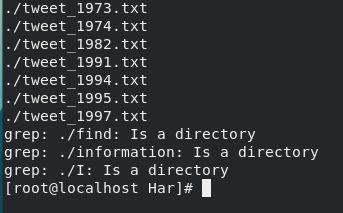 ./tweet_1973.txt
./tweet_1974.txt
./tweet_1982.txt
./tweet_1991.txt
./tweet_1994.txt
./tweet_1995.txt
./tweet_1997.txt
grep: ./find: Is a directory
grep: ./information: Is a directory
grep: ./I: Is a directory
[root@localhost Har]#